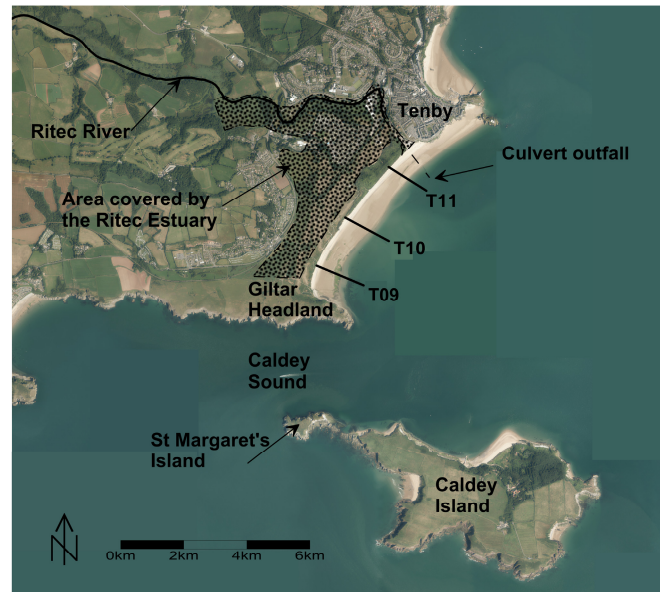 Tenby
Ritec River
Culvert outfall
Area covered by
the Ritec Estuary
T11
T10
T09
Giltar
Headland
Caldey
Sound
St Margaret's
Island
Caldey
Island
N
0km 2km 4km 6km